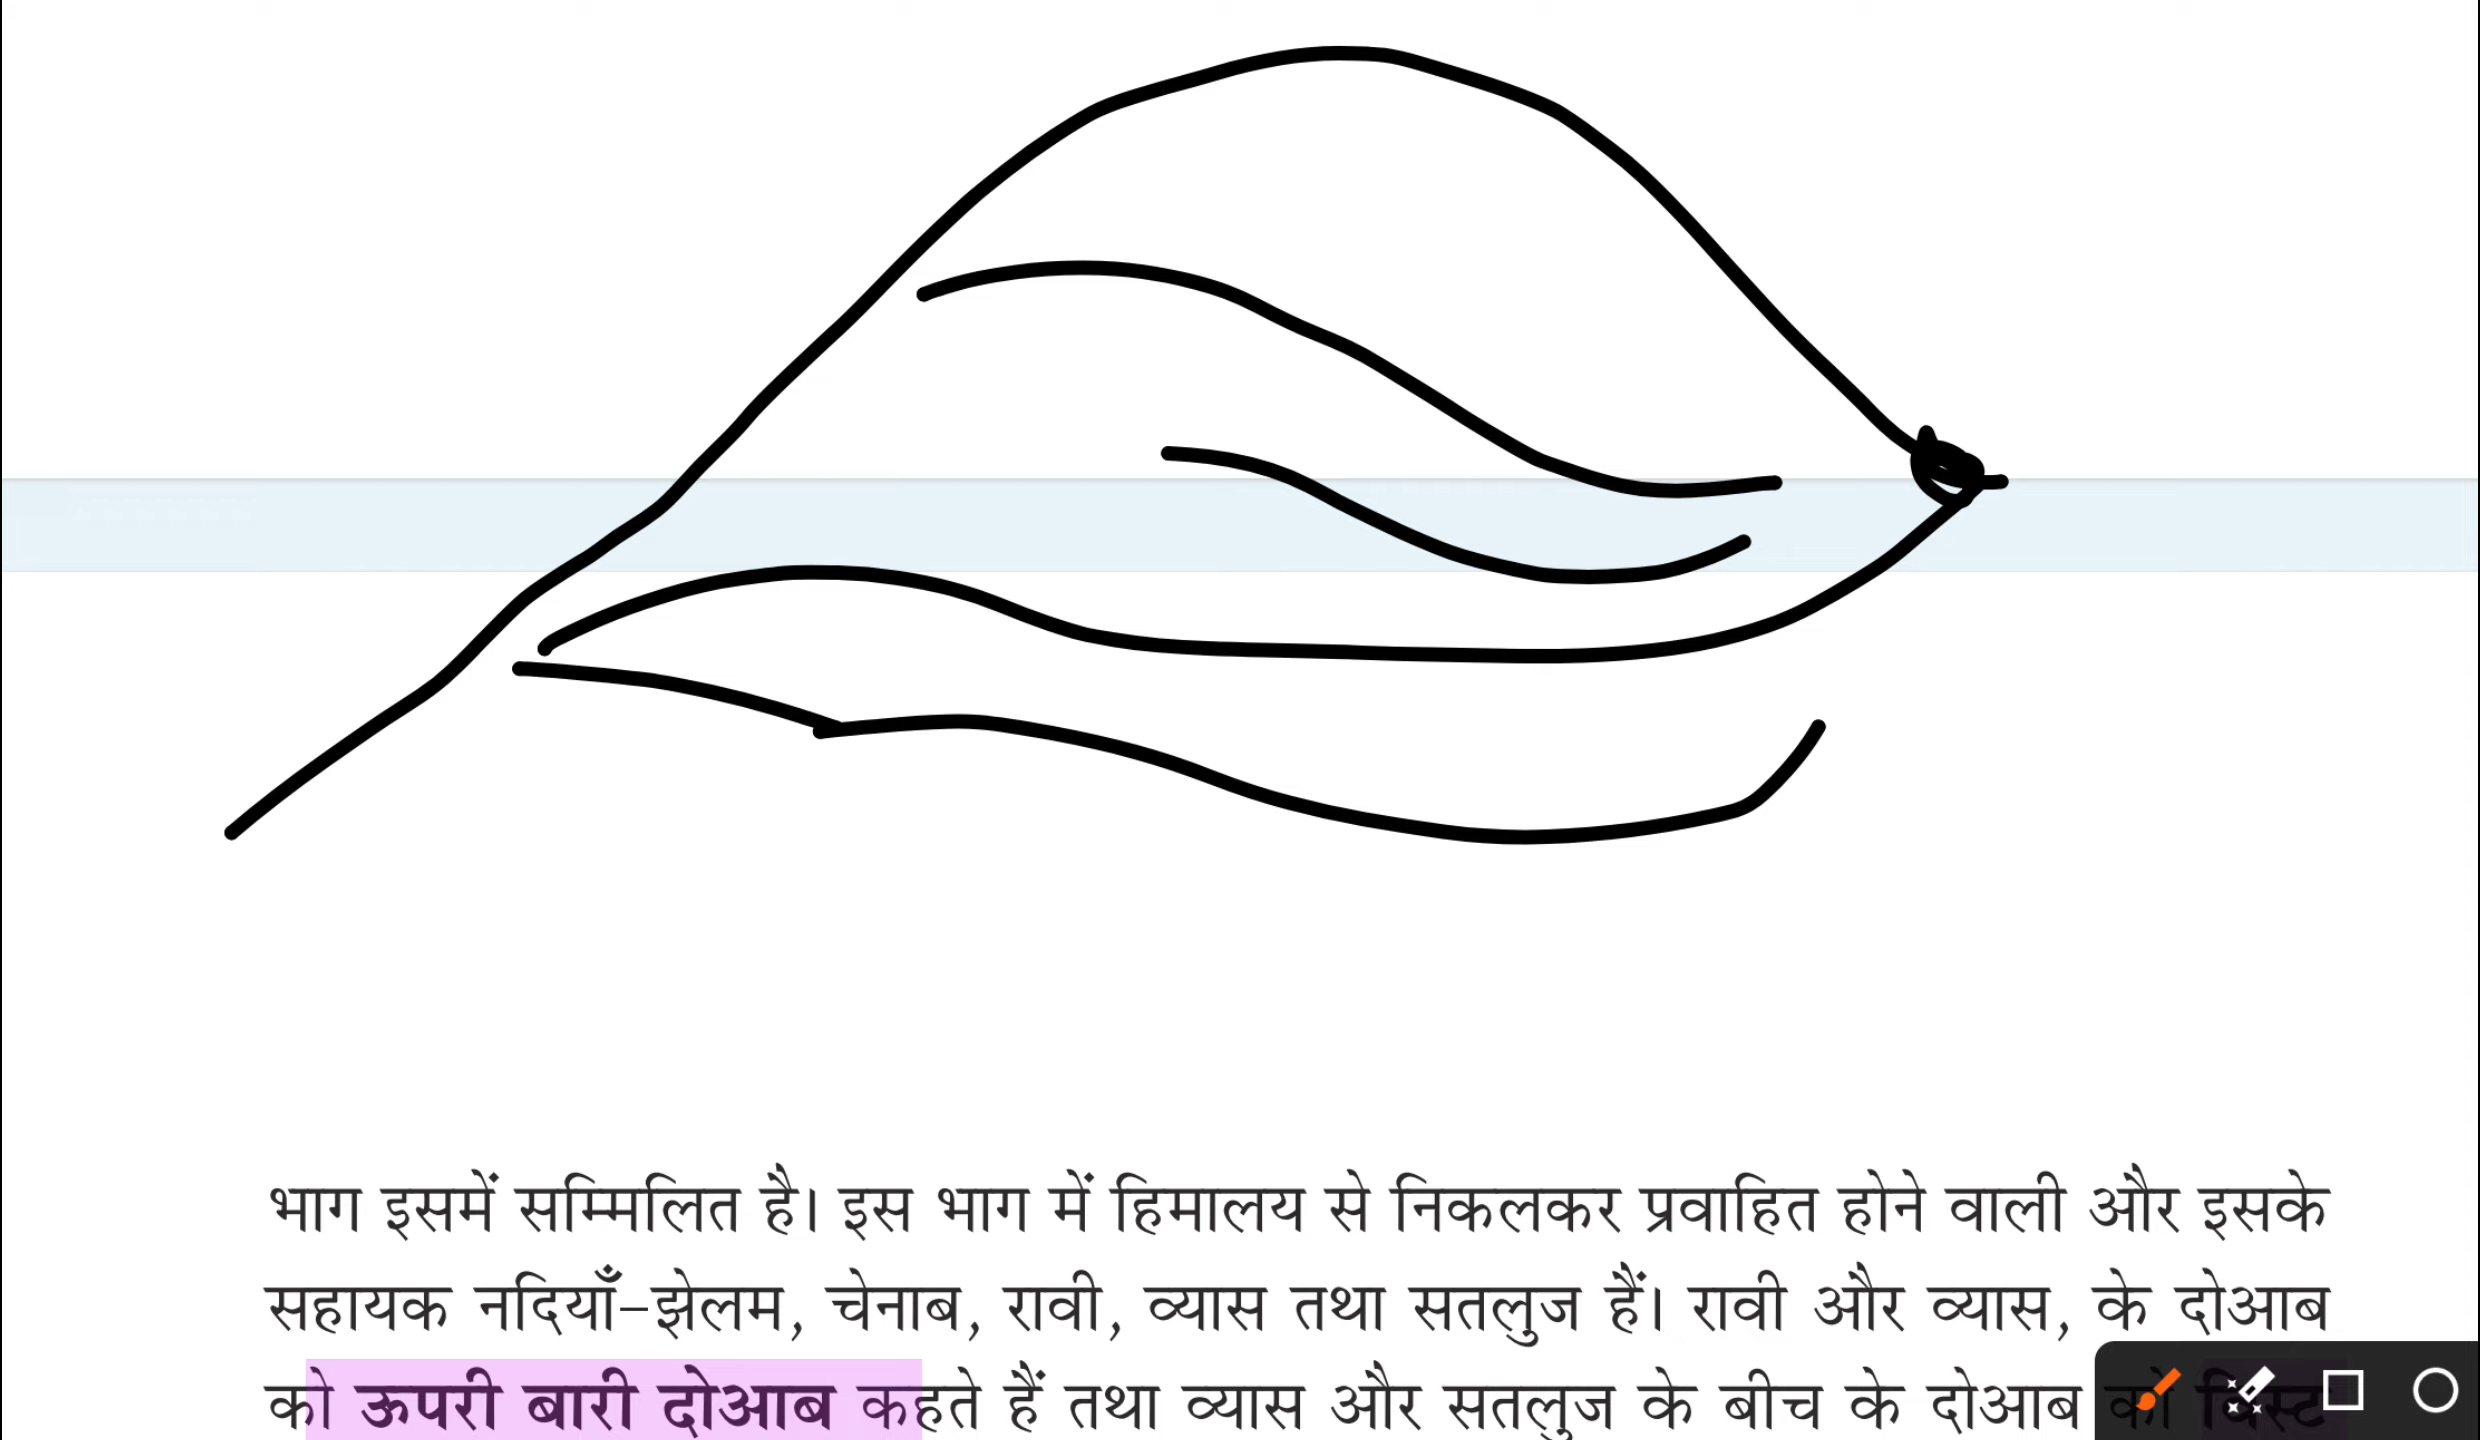 भाग इसमें सम्मिलित है। इस भाग में हिमालय से निकलकर प्रवाहित होने वाली और इसके
सहायक नदियाँ–झेलम, चेनाब, रावी, व्यास तथा सतलुज हैं। रावी और व्यास, के दोआब
को ऊपरी बारी दोआब कहते हैं तथा व्यास और सतलुज के बीच के दोआब को बिस्ट